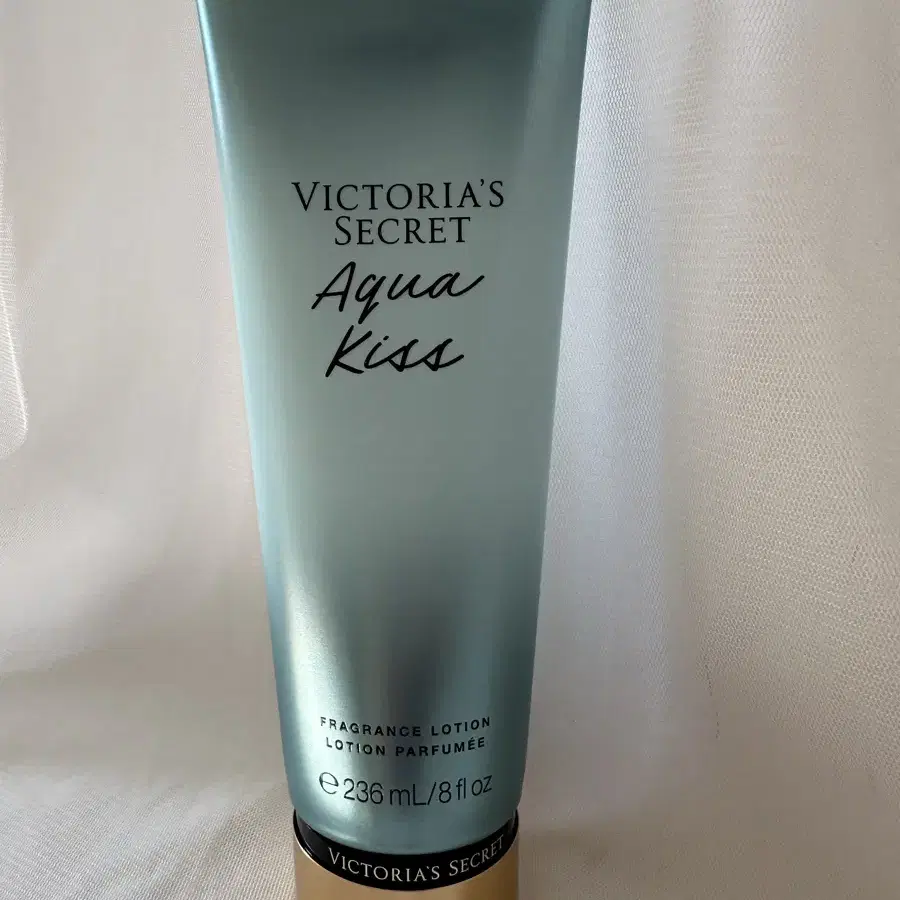 VICTORIA'S
SECRET
Aqua
Kiss
FRAGRANCE LOTION
LOTION PARFUMÉE
℮ 236 mL/8 fl oz
VICTORIA'S SECRET